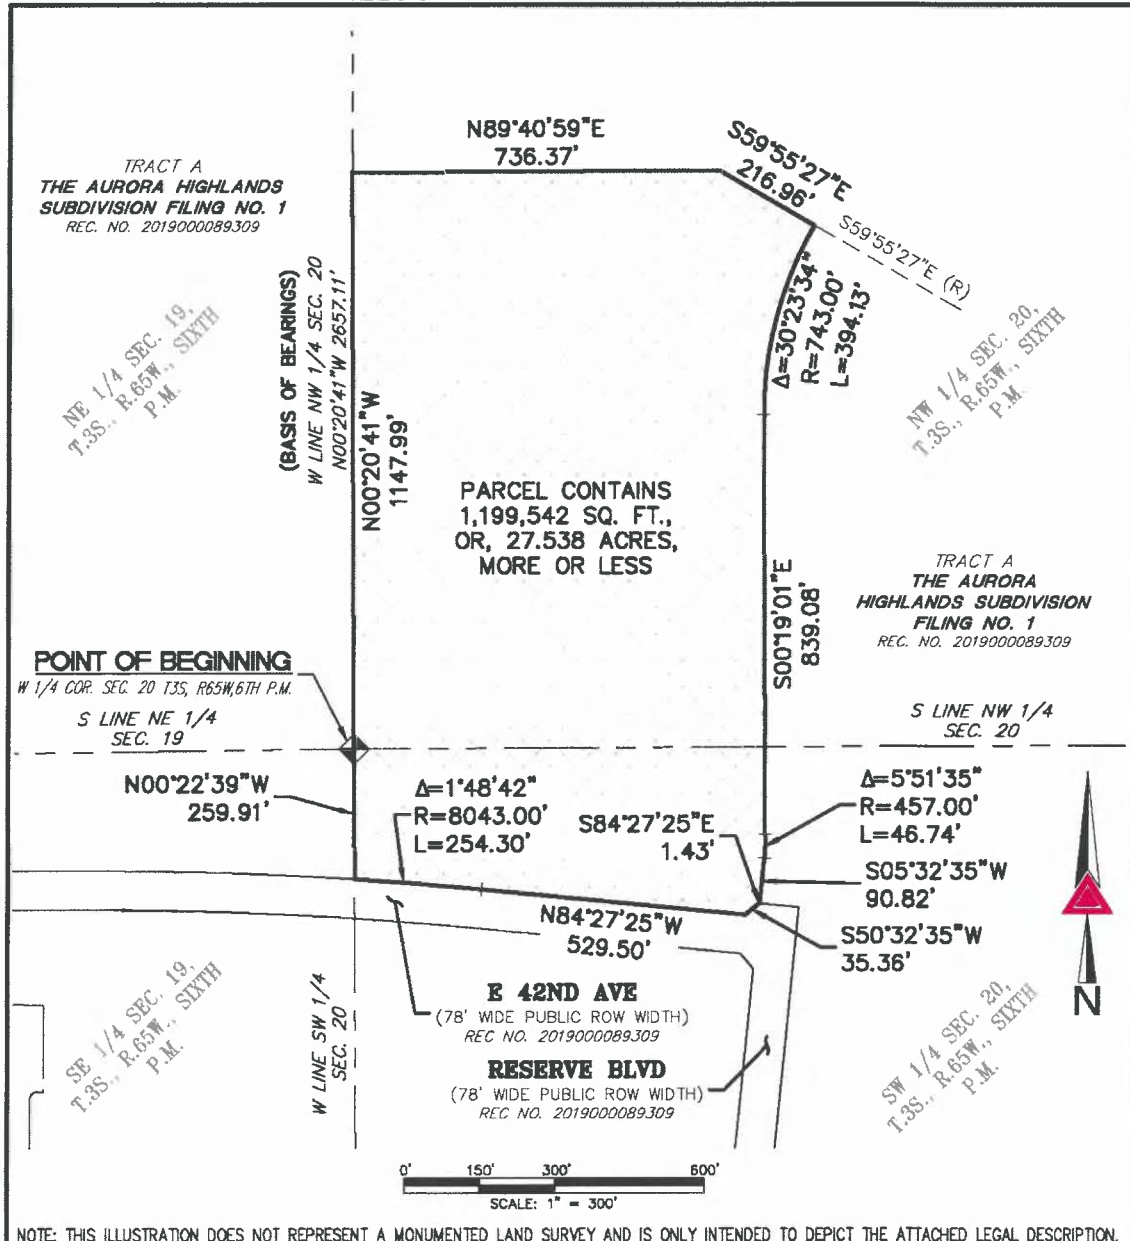 N89°40'59"E
736.37'
S59°55'27"E
216.96'
S59°55'27"E (R)
TRACT A
THE AURORA HIGHLANDS
SUBDIVISION FILING NO. 1
REC. NO. 2019000089309
Δ=30°23'34"
R=743.00'
L=394.13'
NE 1/4 SEC. 19,
T.3S., R.65W., SIXTH
P.M.
(BASIS OF BEARINGS)
W LINE NW 1/4 SEC. 20
N00°20'41"W 2657.11'
N00°20'41"W
1147.99'
NW 1/4 SEC. 20,
T.3S., R.65W., SIXTH
P.M.
PARCEL CONTAINS
1,199,542 SQ. FT.,
OR, 27.538 ACRES,
MORE OR LESS
S00°19'01"E
839.08'
TRACT A
THE AURORA
HIGHLANDS SUBDIVISION
FILING NO. 1
REC. NO. 2019000089309
POINT OF BEGINNING
W 1/4 COR. SEC. 20 T3S, R65W,6TH P.M.
S LINE NE 1/4
SEC. 19
S LINE NW 1/4
SEC. 20
N00°22'39"W
259.91'
Δ=1°48'42"
R=8043.00'
L=254.30'
S84°27'25"E
1.43'
Δ=5°51'35"
R=457.00'
L=46.74'
S05°32'35"W
90.82'
S50°32'35"W
35.36'
N84°27'25"W
529.50'
E 42ND AVE
(78' WIDE PUBLIC ROW WIDTH)
REC NO. 2019000089309
RESERVE BLVD
(78' WIDE PUBLIC ROW WIDTH)
REC NO. 2019000089309
SE 1/4 SEC. 19,
T.3S., R.65W., SIXTH
P.M.
W LINE SW 1/4
SEC. 20
SW 1/4 SEC. 20,
T.3S., R.65W., SIXTH
P.M.
N
0' 150' 300' 600'
SCALE: 1" = 300'
NOTE: THIS ILLUSTRATION DOES NOT REPRESENT A MONUMENTED LAND SURVEY AND IS ONLY INTENDED TO DEPICT THE ATTACHED LEGAL DESCRIPTION.